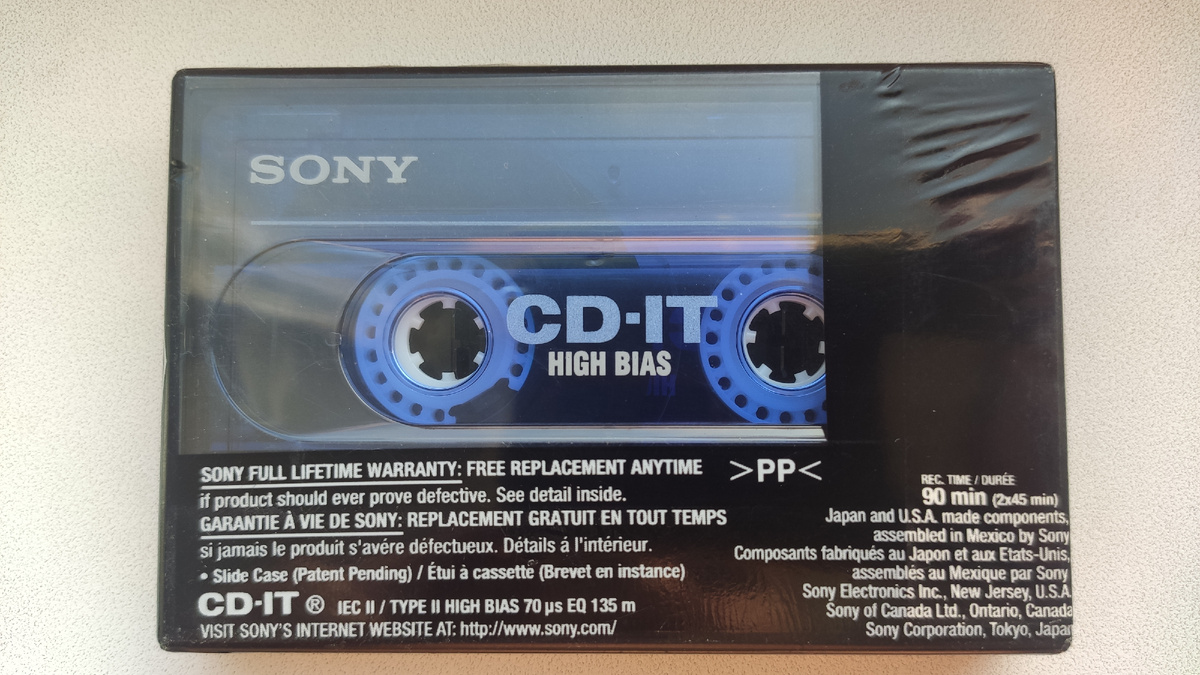 SONY
CD-IT
HIGH BIAS
SONY FULL LIFETIME WARRANTY: FREE REPLACEMENT ANYTIME
if product should ever prove defective. See detail inside.
GARANTIE À VIE DE SONY: REPLACEMENT GRATUIT EN TOUT TEMPS
si jamais le produit s'avére défectueux. Détails á l'intérieur.
• Slide Case (Patent Pending) / Étui à cassette (Brevet en instance)
CD-IT ® IEC II / TYPE II HIGH BIAS 70 µs EQ 135 m
VISIT SONY'S INTERNET WEBSITE AT: http://www.sony.com/
>PP<
REC. TIME / DURÉE
90 min (2x45 min)
Japan and U.S.A. made components,
assembled in Mexico by Sony
Composants fabriqués au Japon et aux Etats-Unis,
assemblés au Mexique par Sony
Sony Electronics Inc., New Jersey, U.S.A.
Sony of Canada Ltd., Ontario, Canada
Sony Corporation, Tokyo, Japan